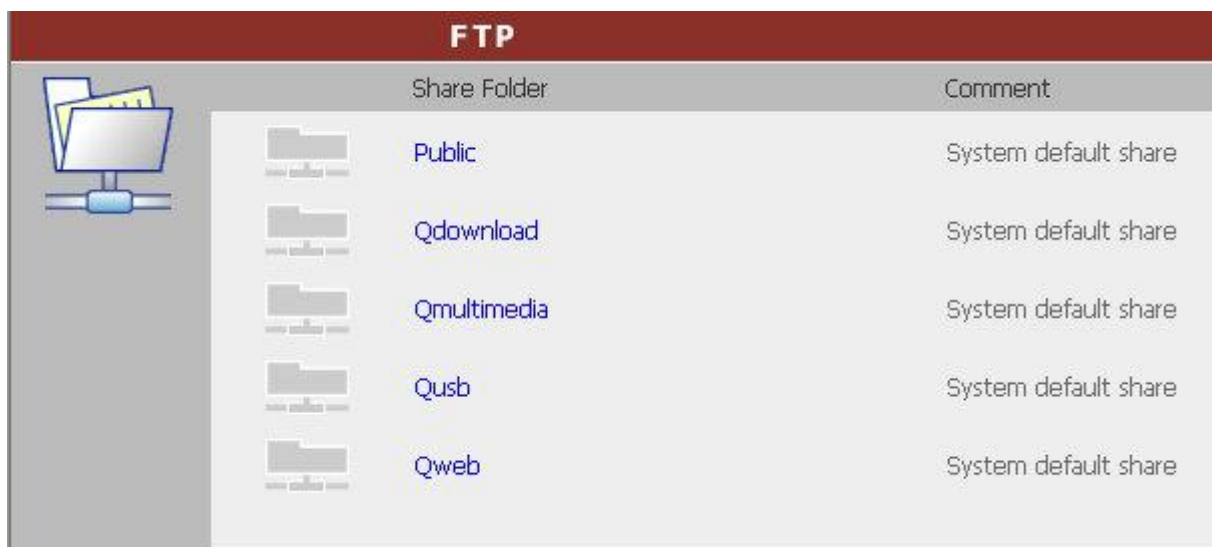 FTP
Share Folder Comment
Public System default share
Qdownload System default share
Qmultimedia System default share
Qusb System default share
Qweb System default share